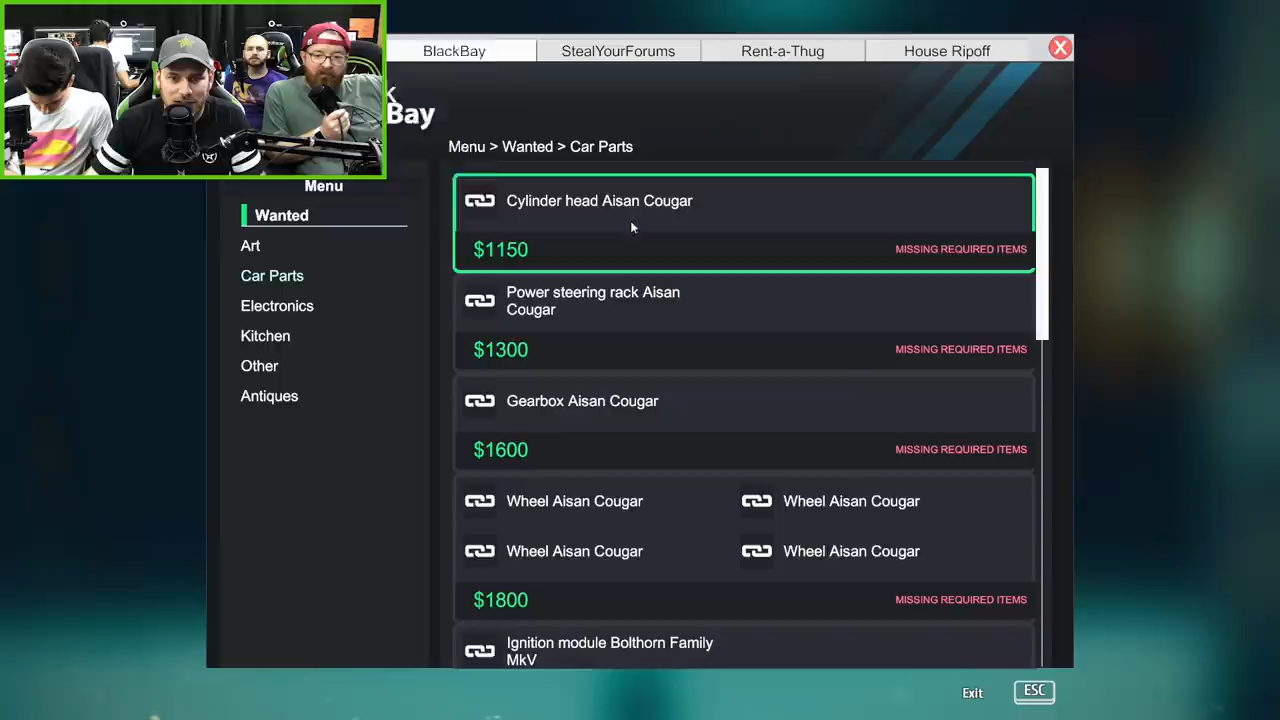 BlackBay
StealYourForums
Rent-a-Thug
House Ripoff
X
Bay
Menu > Wanted > Car Parts
Menu
Wanted
Art
Car Parts
Electronics
Kitchen
Other
Antiques
Cylinder head Aisan Cougar
$1150
MISSING REQUIRED ITEMS
Power steering rack Aisan
Cougar
$1300
MISSING REQUIRED ITEMS
Gearbox Aisan Cougar
$1600
MISSING REQUIRED ITEMS
Wheel Aisan Cougar
Wheel Aisan Cougar
Wheel Aisan Cougar
Wheel Aisan Cougar
$1800
MISSING REQUIRED ITEMS
Ignition module Bolthorn Family
MkV
Exit
ESC